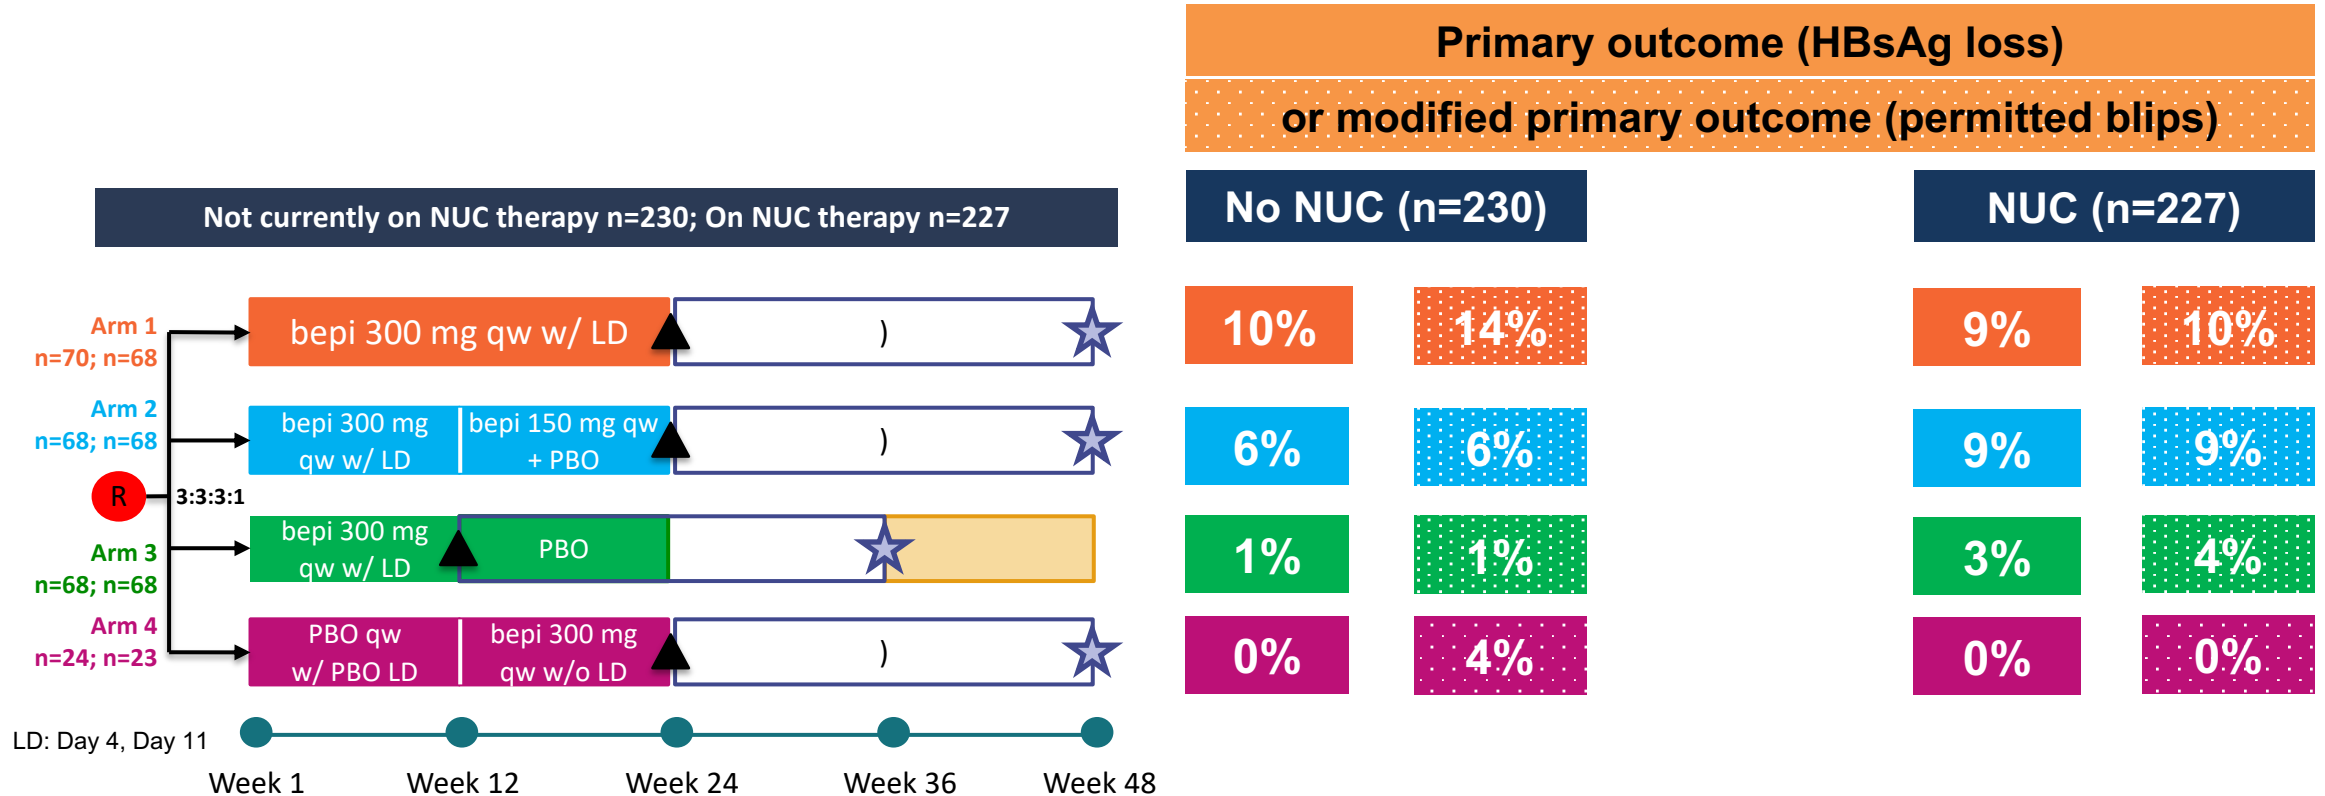 Primary outcome (HBsAg loss)
or modified primary outcome (permitted blips)
Not currently on NUC therapy n=230; On NUC therapy n=227
No NUC (n=230)
NUC (n=227)
Arm 1
n=70; n=68
bepi 300 mg qw w/ LD
)
10%
14%
9%
10%
Arm 2
n=68; n=68
bepi 300 mg
qw w/ LD
bepi 150 mg qw
+ PBO
)
6%
6%
9%
9%
R
3:3:3:1
Arm 3
n=68; n=68
bepi 300 mg
qw w/ LD
PBO
1%
1%
3%
4%
Arm 4
n=24; n=23
PBO qw
w/ PBO LD
bepi 300 mg
qw w/o LD
)
0%
4%
0%
0%
LD: Day 4, Day 11
Week 1
Week 12
Week 24
Week 36
Week 48